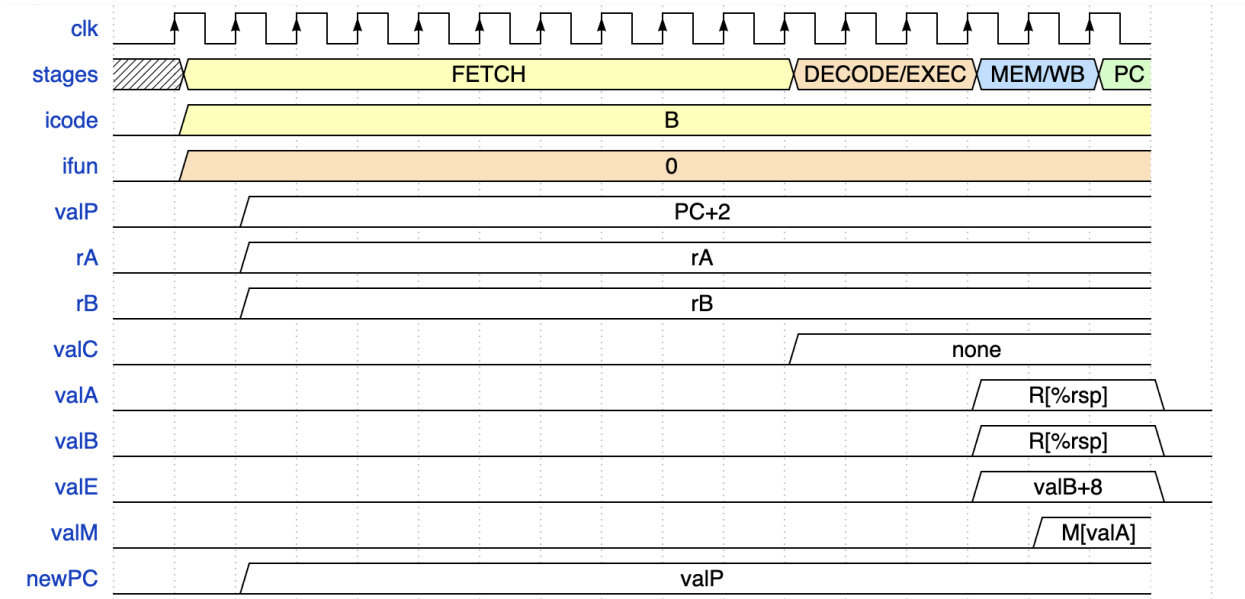 clk
stages FETCH DECODE/EXEC MEM/WB PC
icode B
ifun 0
valP PC+2
rA rA
rB rB
valC none
valA R[%rsp]
valB R[%rsp]
valE valB+8
valM M[valA]
newPC valP